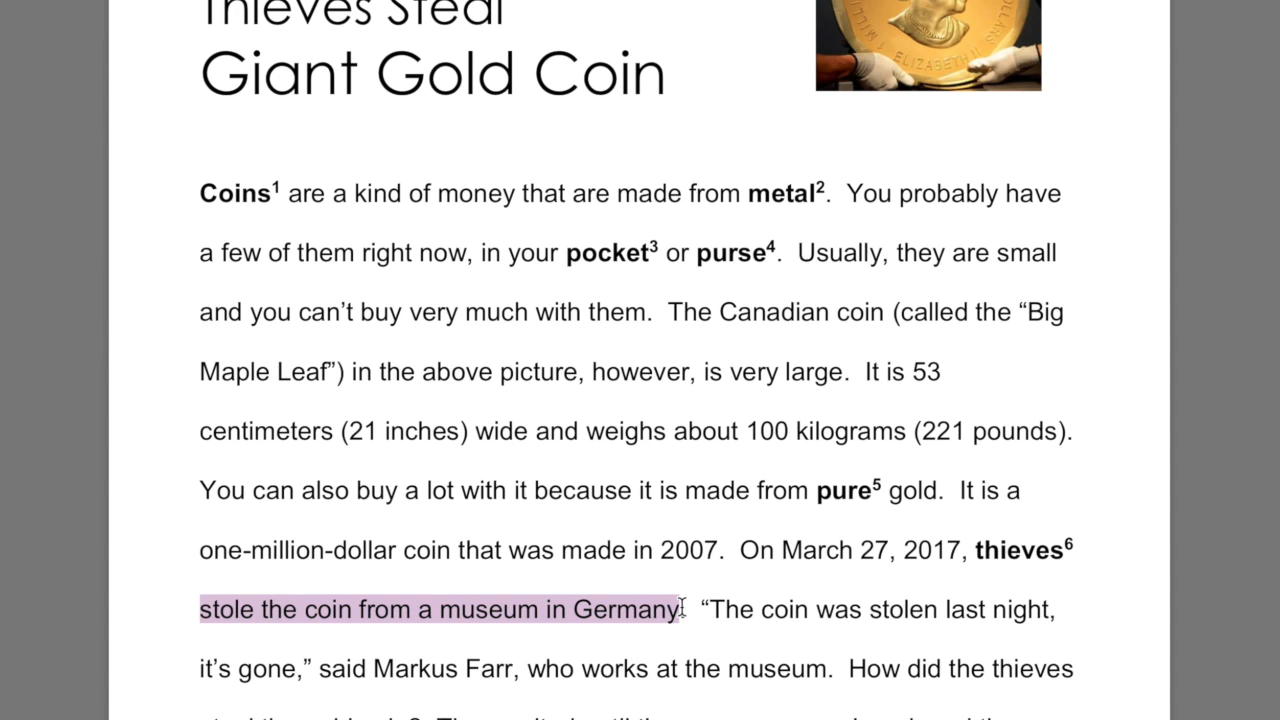 Thieves Steal
Giant Gold Coin
ELIZABETH II
DOLLARS
Coins¹ are a kind of money that are made from metal².  You probably have
a few of them right now, in your pocket³ or purse⁴.  Usually, they are small
and you can’t buy very much with them.  The Canadian coin (called the “Big
Maple Leaf”) in the above picture, however, is very large.  It is 53
centimeters (21 inches) wide and weighs about 100 kilograms (221 pounds).
You can also buy a lot with it because it is made from pure⁵ gold.  It is a
one-million-dollar coin that was made in 2007.  On March 27, 2017, thieves⁶
stole the coin from a museum in Germany.  “The coin was stolen last night,
it’s gone,” said Markus Farr, who works at the museum.  How did the thieves